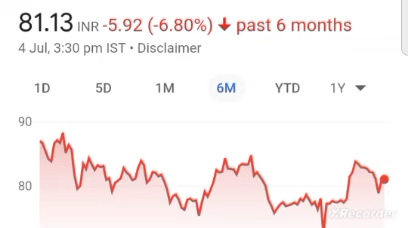 81.13 INR -5.92 (-6.80%) ↓ past 6 months
4 Jul, 3:30 pm IST • Disclaimer
1D 5D 1M 6M YTD 1Y
90
80
XRecorder